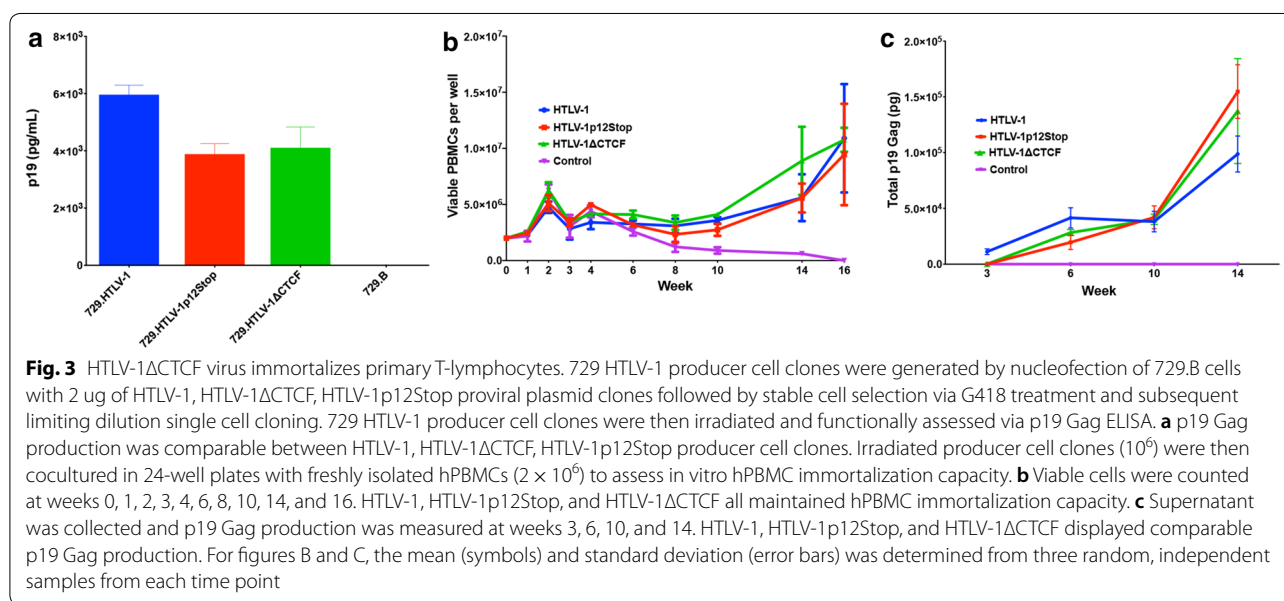 a
8×10³
6×10³
4×10³
2×10³
0
p19 (pg/mL)
729.HTLV-1
729.HTLV-1p12Stop
729.HTLV-1ΔCTCF
729.B
b
2.0×10⁷
1.5×10⁷
1.0×10⁷
5.0×10⁶
0.0
Viable PBMCs per well
HTLV-1
HTLV-1p12Stop
HTLV-1ΔCTCF
Control
0 1 2 3 4 6 8 10 14 16
Week
c
2.0×10⁵
1.5×10⁵
1.0×10⁵
5.0×10⁴
0.0
Total p19 Gag (pg)
HTLV-1
HTLV-1p12Stop
HTLV-1ΔCTCF
Control
3 6 10 14
Week
Fig. 3 HTLV-1ΔCTCF virus immortalizes primary T-lymphocytes. 729 HTLV-1 producer cell clones were generated by nucleofection of 729.B cells
with 2 ug of HTLV-1, HTLV-1ΔCTCF, HTLV-1p12Stop proviral plasmid clones followed by stable cell selection via G418 treatment and subsequent
limiting dilution single cell cloning. 729 HTLV-1 producer cell clones were then irradiated and functionally assessed via p19 Gag ELISA. a p19 Gag
production was comparable between HTLV-1, HTLV-1ΔCTCF, HTLV-1p12Stop producer cell clones. Irradiated producer cell clones (10⁶) were then
cocultured in 24-well plates with freshly isolated hPBMCs (2 × 10⁶) to assess in vitro hPBMC immortalization capacity. b Viable cells were counted
at weeks 0, 1, 2, 3, 4, 6, 8, 10, 14, and 16. HTLV-1, HTLV-1p12Stop, and HTLV-1ΔCTCF all maintained hPBMC immortalization capacity. c Supernatant
was collected and p19 Gag production was measured at weeks 3, 6, 10, and 14. HTLV-1, HTLV-1p12Stop, and HTLV-1ΔCTCF displayed comparable
p19 Gag production. For figures B and C, the mean (symbols) and standard deviation (error bars) was determined from three random, independent
samples from each time point